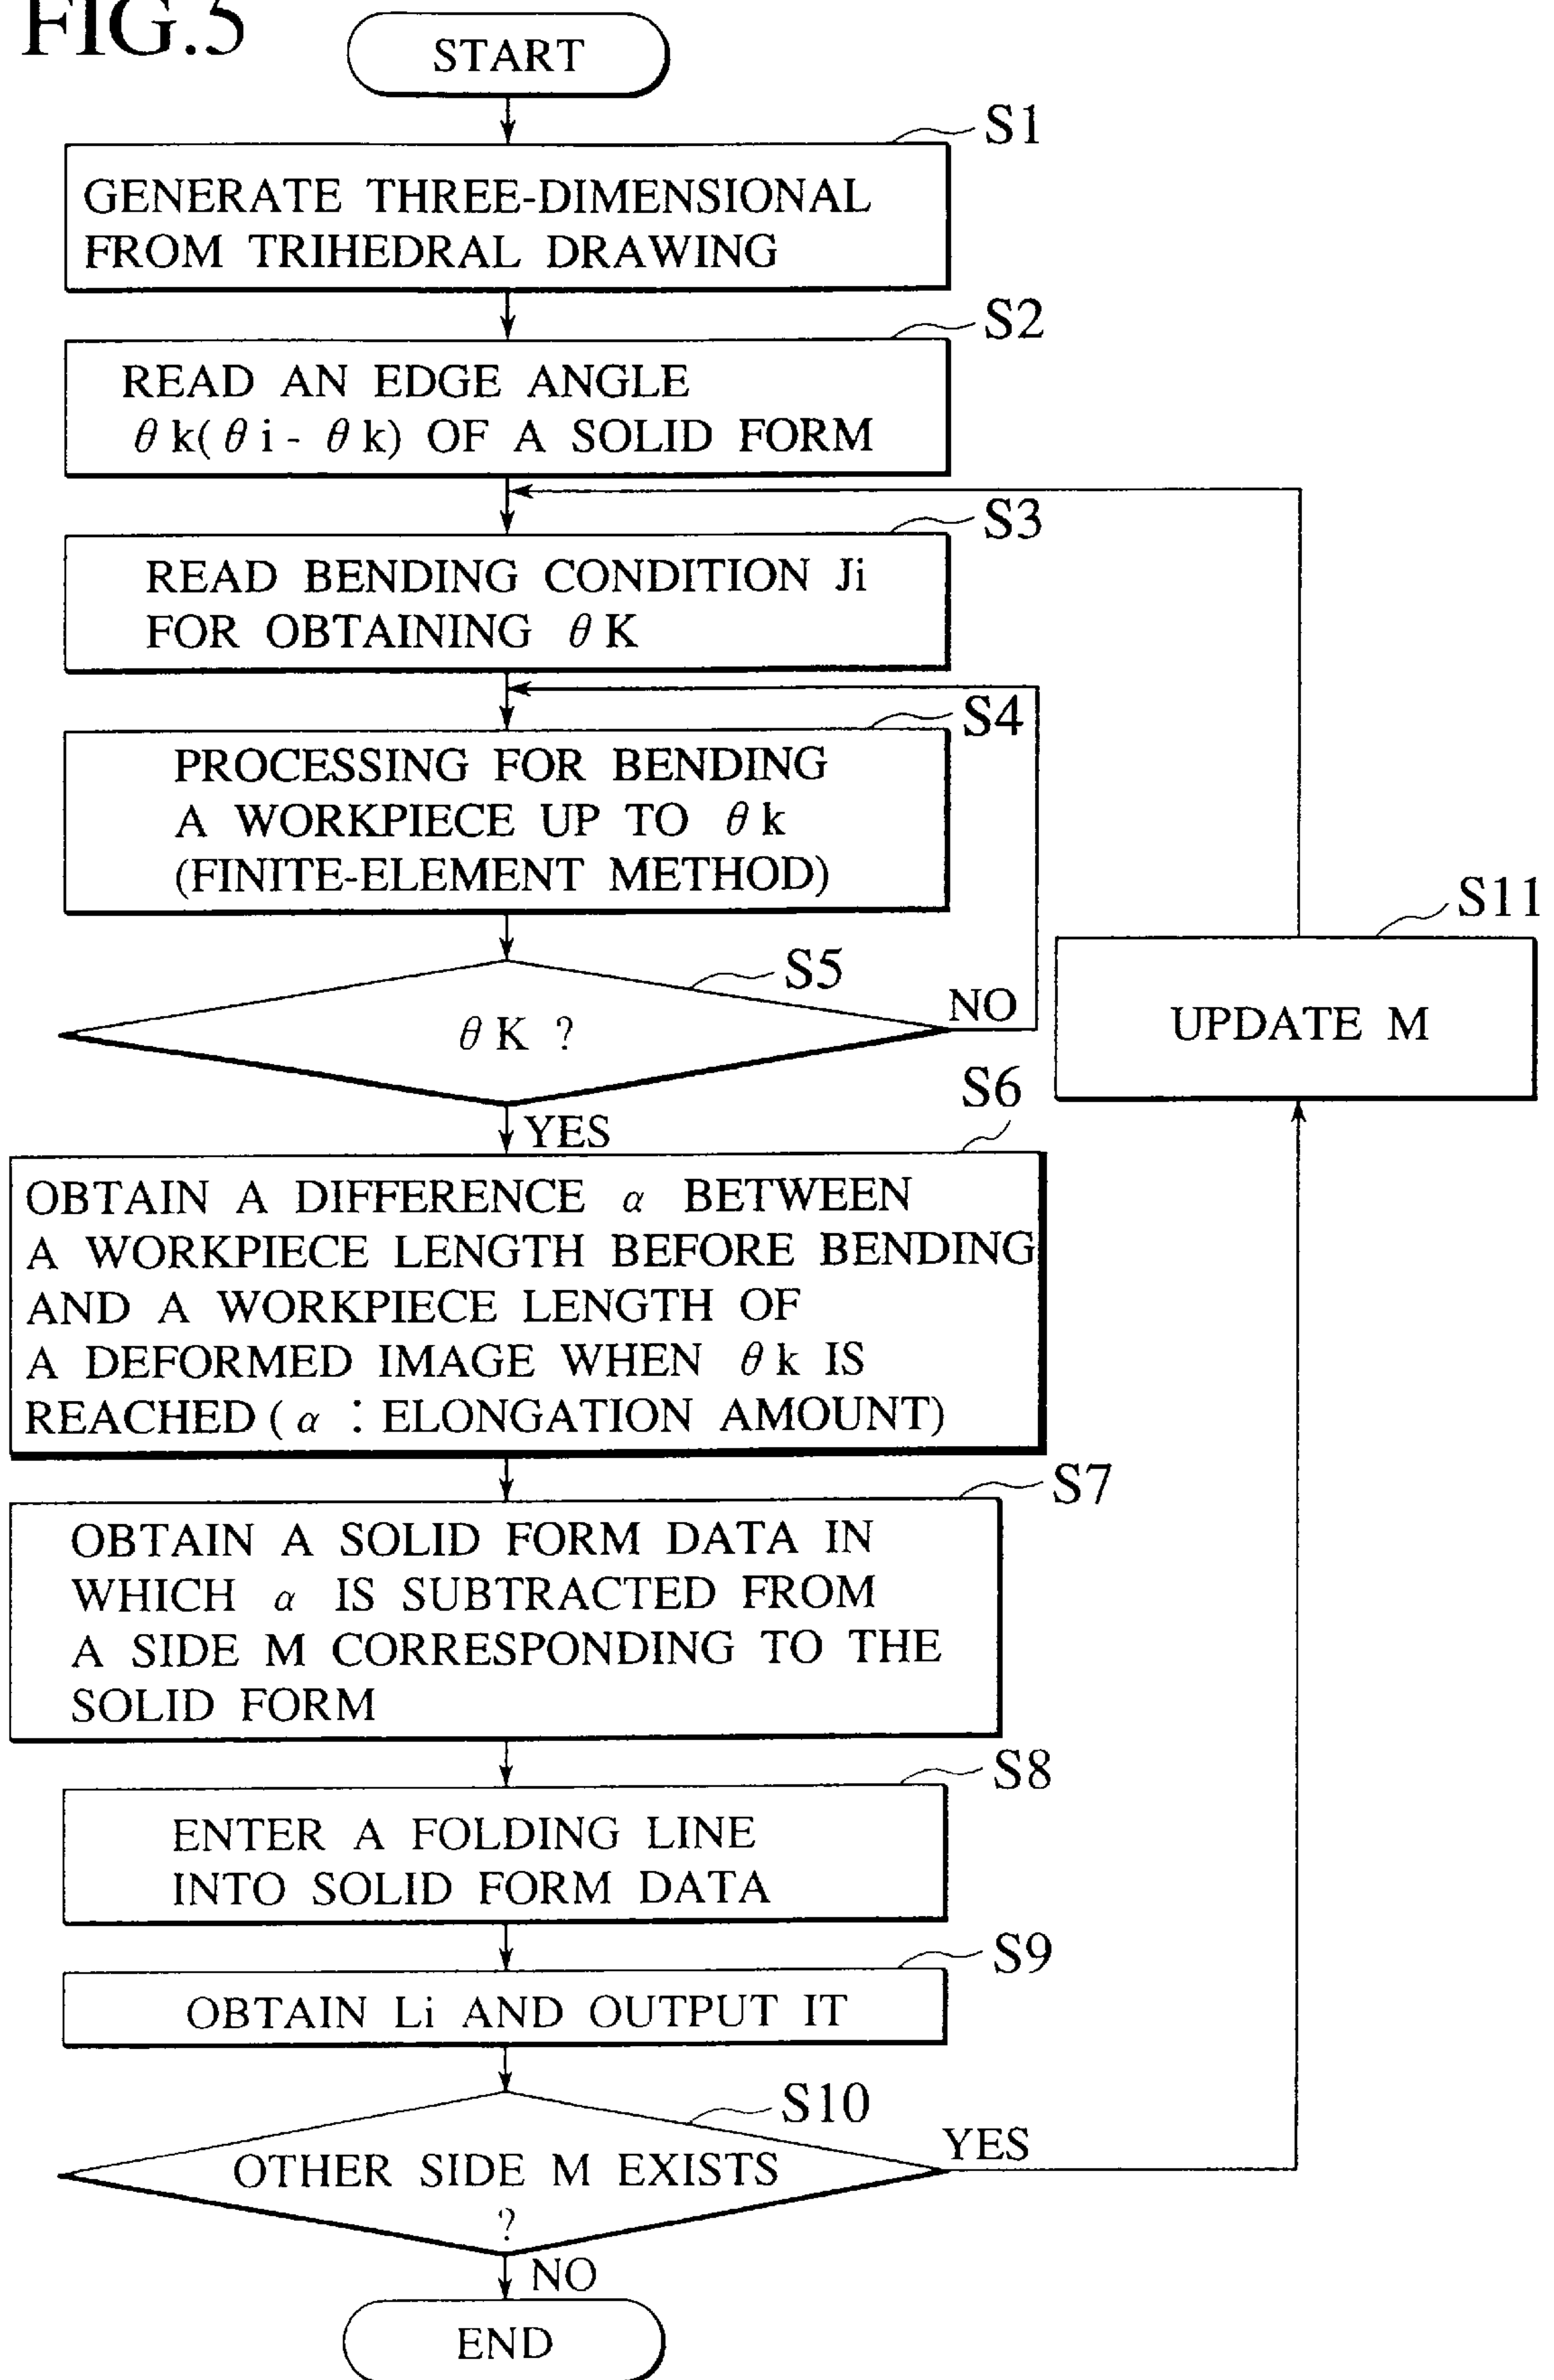 FIG.5
START
S1
GENERATE THREE-DIMENSIONAL
FROM TRIHEDRAL DRAWING
S2
READ AN EDGE ANGLE
θk(θi - θk) OF A SOLID FORM
S3
READ BENDING CONDITION Ji
FOR OBTAINING θK
S4
PROCESSING FOR BENDING
A WORKPIECE UP TO θk
(FINITE-ELEMENT METHOD)
S5
θK ?
NO
S11
UPDATE M
YES
S6
OBTAIN A DIFFERENCE α BETWEEN
A WORKPIECE LENGTH BEFORE BENDING
AND A WORKPIECE LENGTH OF
A DEFORMED IMAGE WHEN θk IS
REACHED (α : ELONGATION AMOUNT)
S7
OBTAIN A SOLID FORM DATA IN
WHICH α IS SUBTRACTED FROM
A SIDE M CORRESPONDING TO THE
SOLID FORM
S8
ENTER A FOLDING LINE
INTO SOLID FORM DATA
S9
OBTAIN Li AND OUTPUT IT
S10
OTHER SIDE M EXISTS
?
YES
NO
END